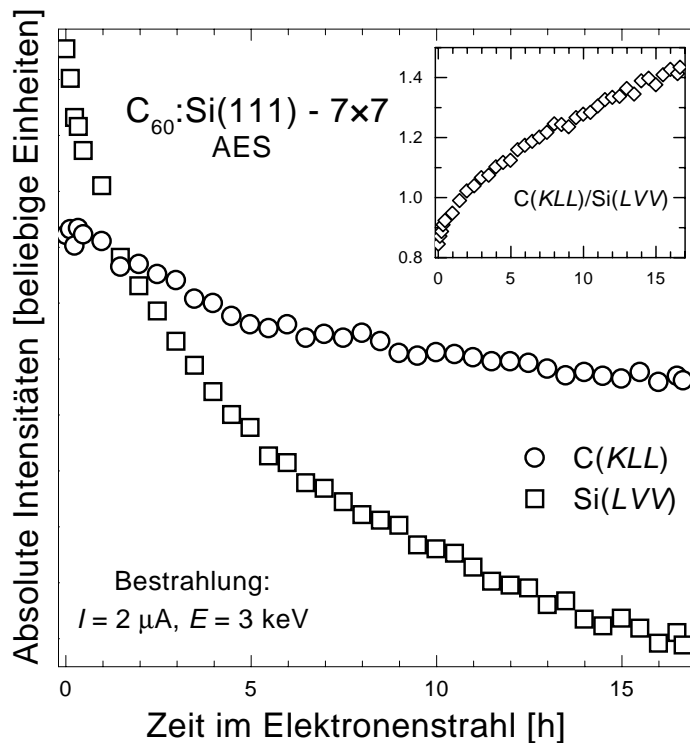 Absolute Intensitäten [beliebige Einheiten]
C₆₀:Si(111) - 7×7
AES
1.4
1.2
1.0
0.8
C(KLL)/Si(LVV)
0 5 10 15
C(KLL)
Si(LVV)
Bestrahlung:
I = 2 μA, E = 3 keV
0 5 10 15
Zeit im Elektronenstrahl [h]